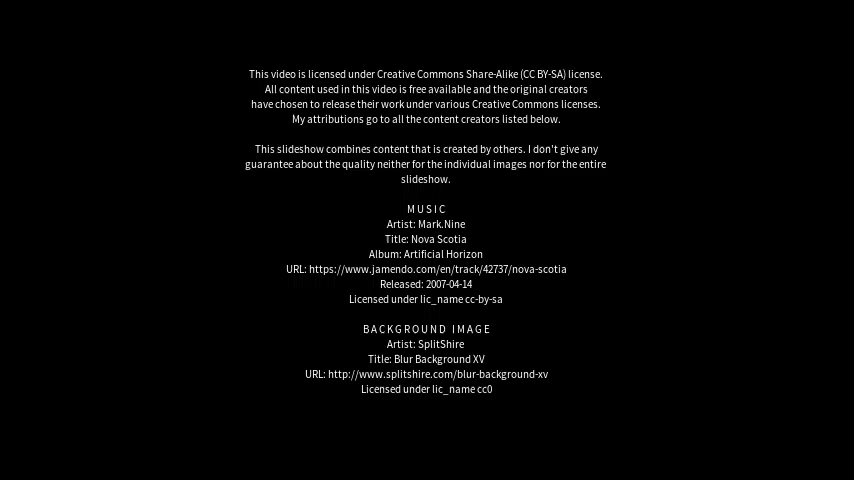 This video is licensed under Creative Commons Share-Alike (CC BY-SA) license.
All content used in this video is free available and the original creators
have chosen to release their work under various Creative Commons licenses.
My attributions go to all the content creators listed below.
This slideshow combines content that is created by others. I don't give any
guarantee about the quality neither for the individual images nor for the entire
slideshow.
MUSIC
Artist: Mark.Nine
Title: Nova Scotia
Album: Artificial Horizon
URL: https://www.jamendo.com/en/track/42737/nova-scotia
Released: 2007-04-14
Licensed under lic_name cc-by-sa
BACKGROUND IMAGE
Artist: SplitShire
Title: Blur Background XV
URL: http://www.splitshire.com/blur-background-xv
Licensed under lic_name cc0